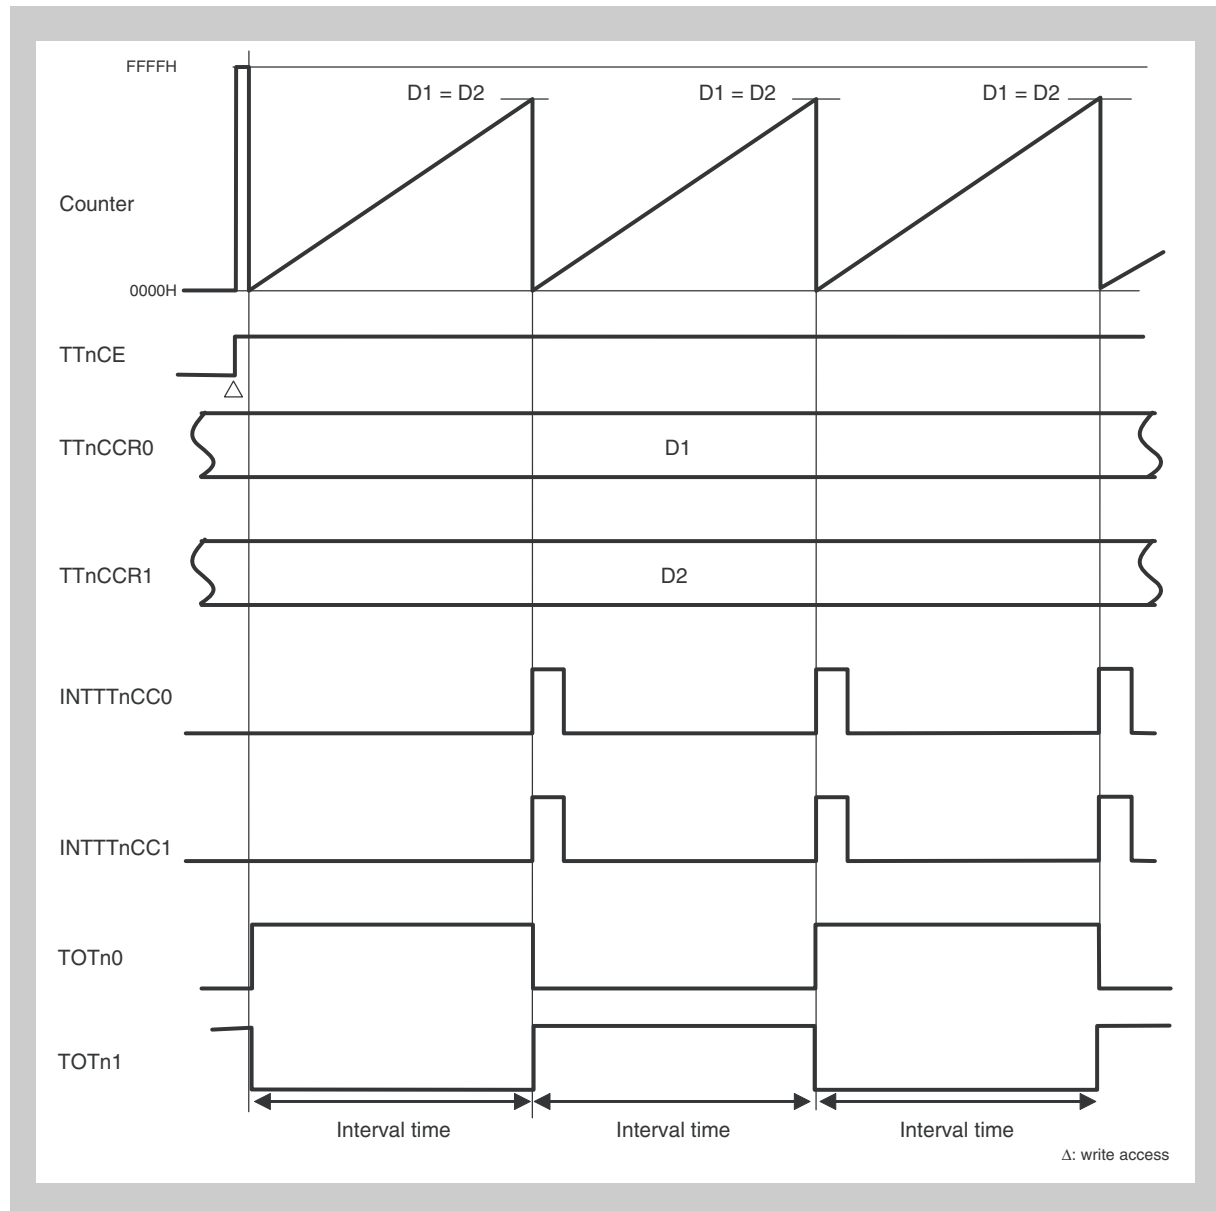 FFFFH
D1 = D2 D1 = D2 D1 = D2
Counter
0000H
TTnCE
TTnCCR0 D1
TTnCCR1 D2
INTTTnCC0
INTTTnCC1
TOTn0
TOTn1
Interval time Interval time Interval time
Δ: write access